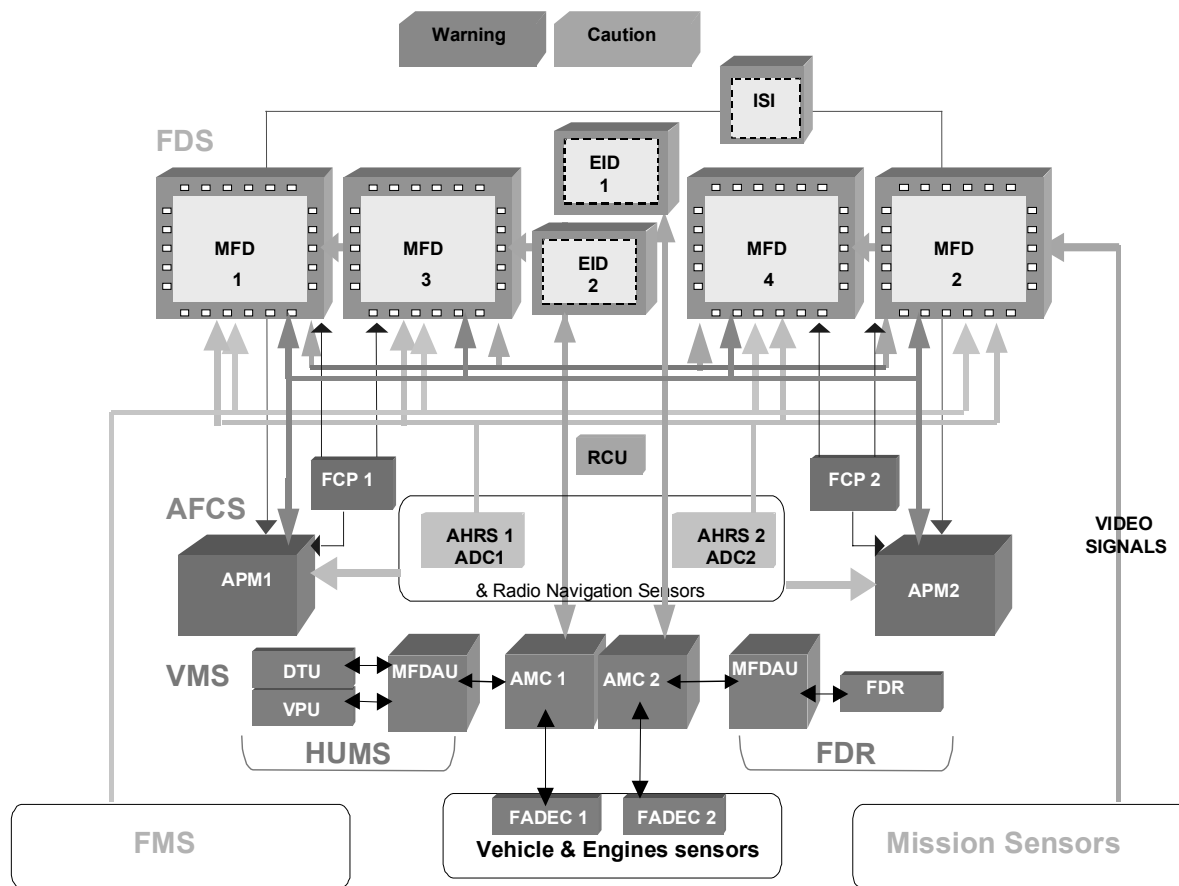 Warning
Caution
ISI
FDS
EID
1
MFD
1
MFD
3
EID
2
MFD
4
MFD
2
RCU
FCP 1
FCP 2
AFCS
AHRS 1
ADC1
AHRS 2
ADC2
VIDEO
SIGNALS
& Radio Navigation Sensors
APM1
APM2
VMS
DTU
VPU
MFDAU
AMC 1
AMC 2
MFDAU
FDR
HUMS
FDR
FADEC 1
FADEC 2
Vehicle & Engines sensors
FMS
Mission Sensors